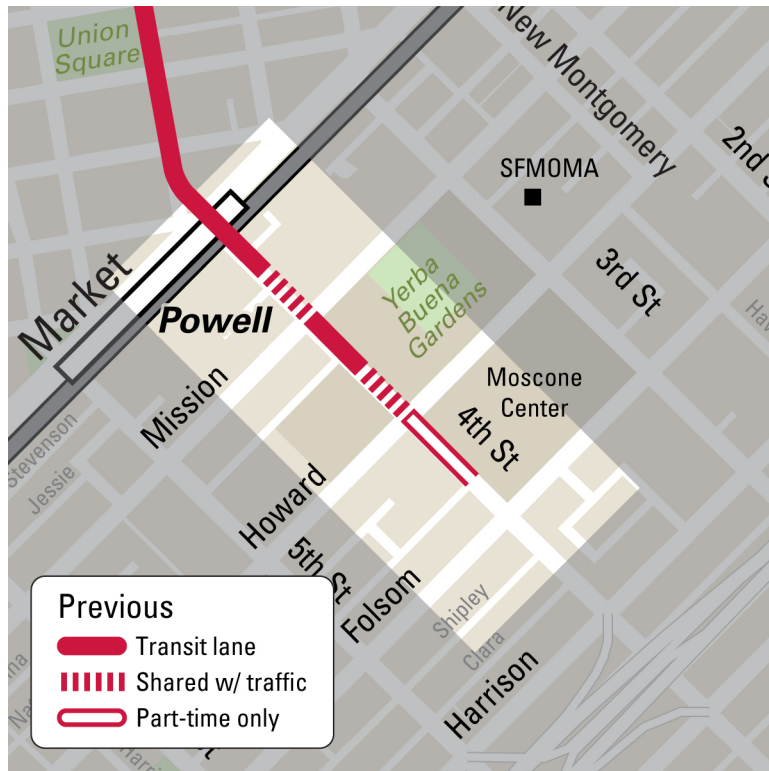 Union
Square
New Montgomery
2nd S
SFMOMA
3rd St
Yerba
Buena
Gardens
Market
Powell
Moscone
Center
4th St
Mission
Stevenson
Jessie
Howard
5th St
Folsom
Shipley
Clara
Harrison
Previous
Transit lane
Shared w/ traffic
Part-time only